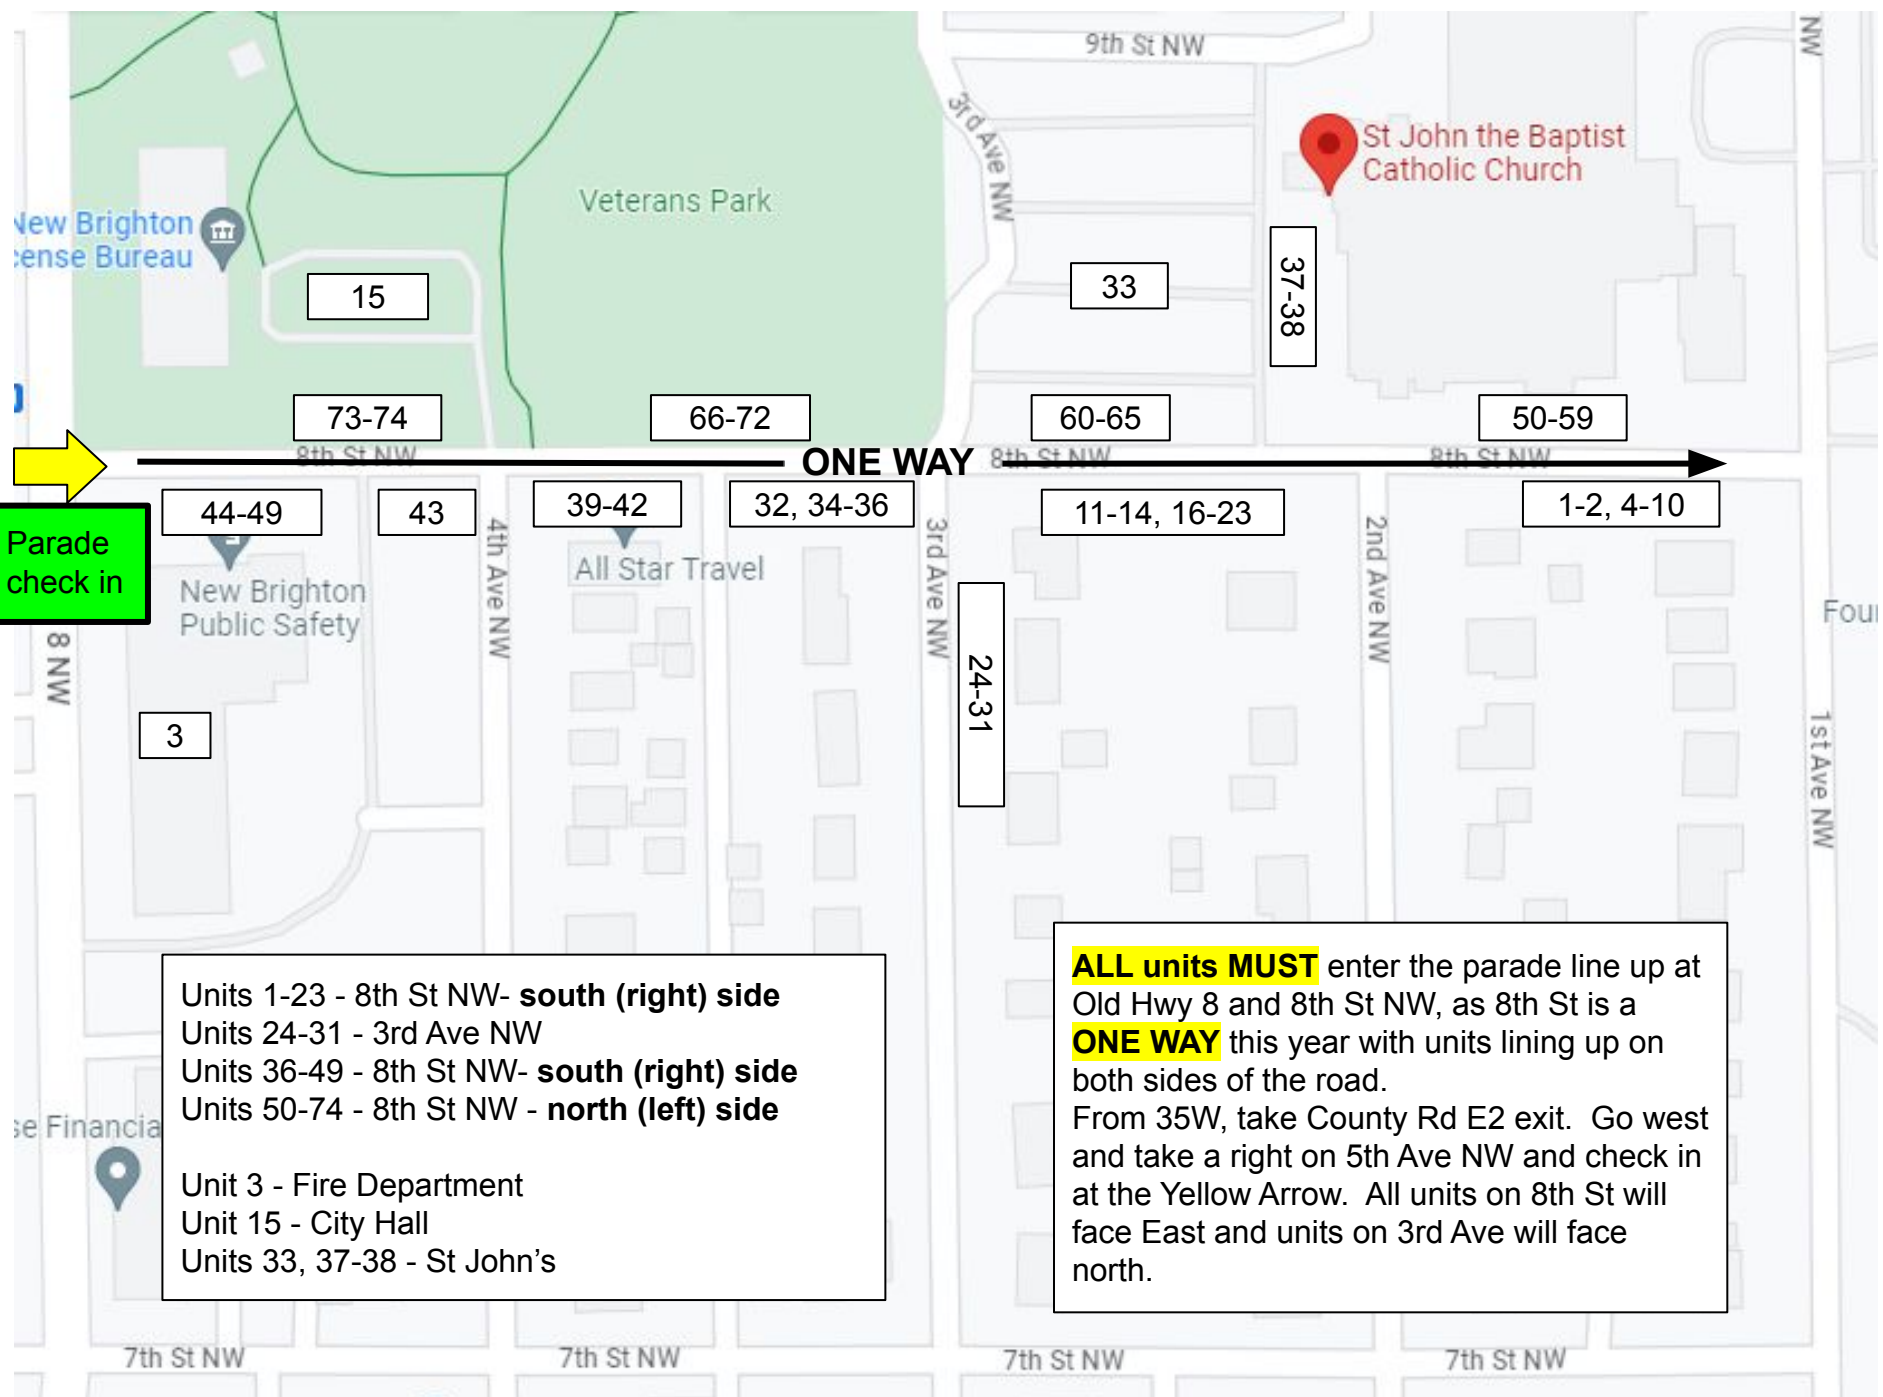 9th St NW
NW
3rd Ave NW
St John the Baptist
Catholic Church
Veterans Park
New Brighton
cense Bureau
15
33
37-38
73-74
66-72
60-65
50-59
8th St NW
ONE WAY
8th St NW
8th St NW
44-49
43
39-42
32, 34-36
11-14, 16-23
1-2, 4-10
Parade
check in
New Brighton
Public Safety
4th Ave NW
All Star Travel
3rd Ave NW
2nd Ave NW
Four
8 NW
24-31
3
1st Ave NW
Units 1-23 - 8th St NW- south (right) side
Units 24-31 - 3rd Ave NW
Units 36-49 - 8th St NW- south (right) side
Units 50-74 - 8th St NW - north (left) side
Unit 3 - Fire Department
Unit 15 - City Hall
Units 33, 37-38 - St John’s
ALL units MUST enter the parade line up at
Old Hwy 8 and 8th St NW, as 8th St is a
ONE WAY this year with units lining up on
both sides of the road.
From 35W, take County Rd E2 exit. Go west
and take a right on 5th Ave NW and check in
at the Yellow Arrow. All units on 8th St will
face East and units on 3rd Ave will face
north.
se Financia
7th St NW
7th St NW
7th St NW
7th St NW